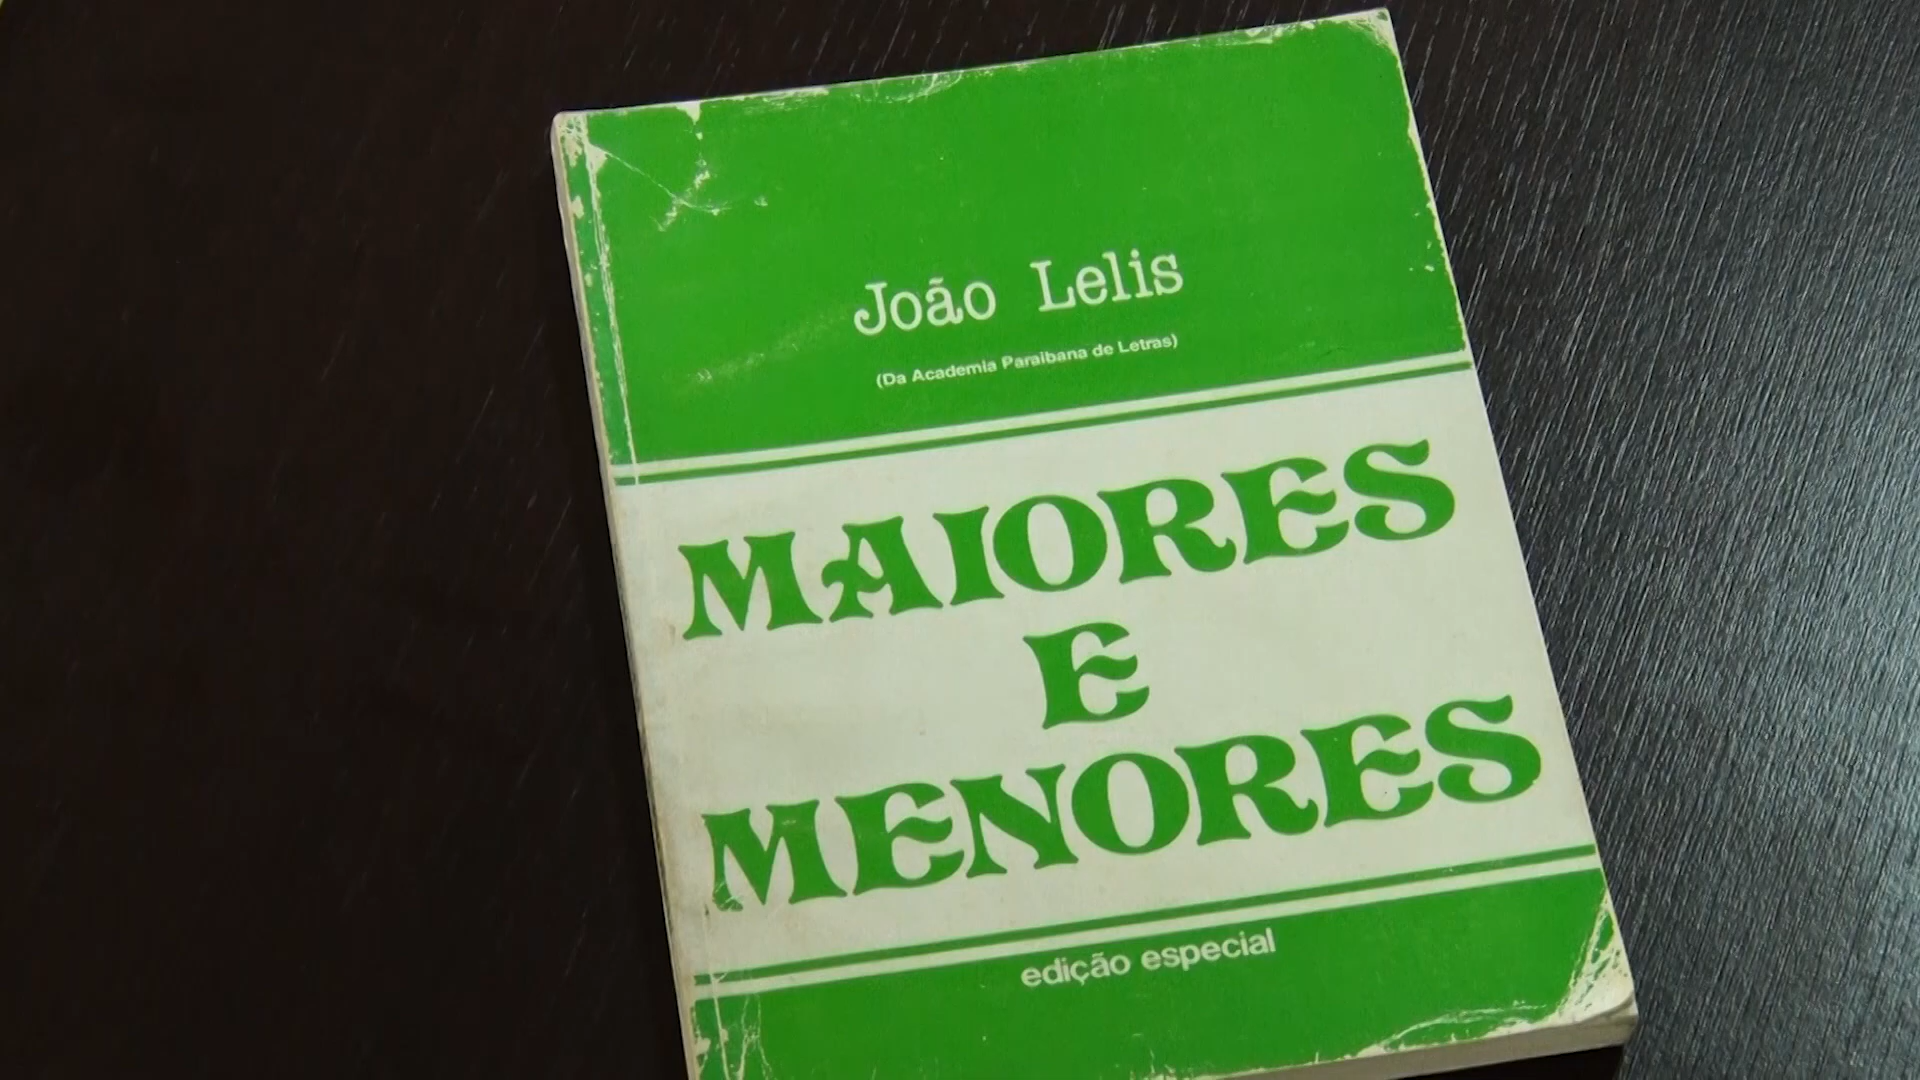 João Lelis
(Da Academia Paraibana de Letras)
MAIORES
E
MENORES
edição especial